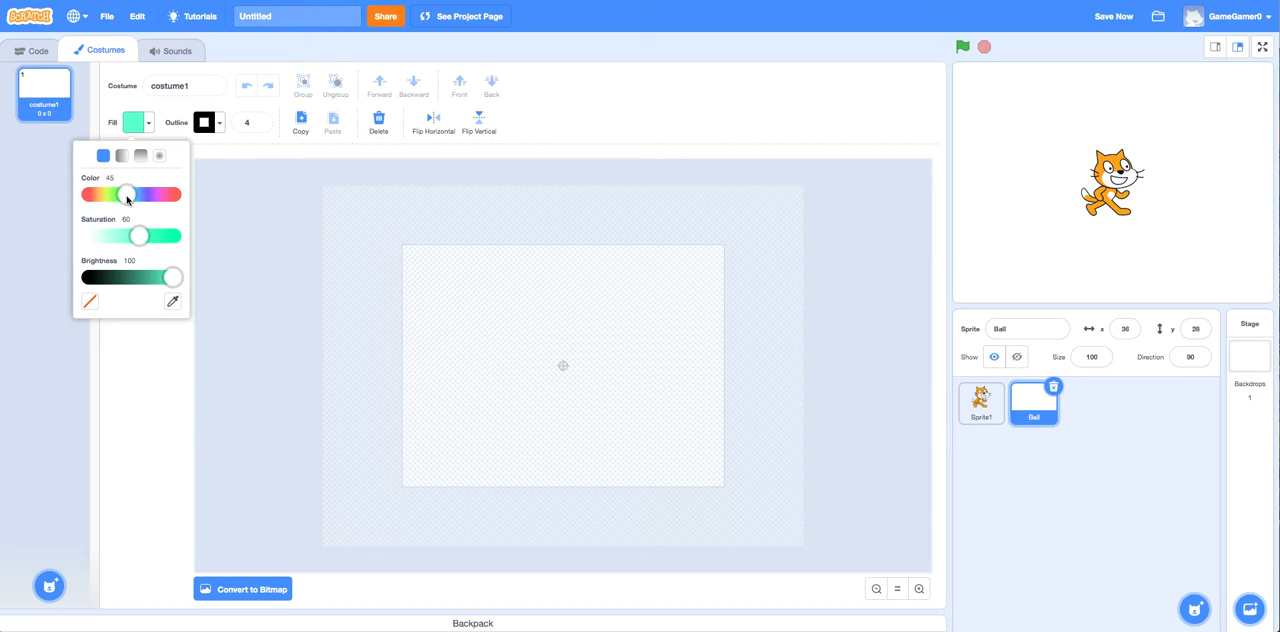 SCRATCH File Edit Tutorials Untitled Share See Project Page Save Now GameGamer0
Code Costumes Sounds
1
costume1
0 x 0
Costume costume1 Group Ungroup Forward Backward Front Back
Fill Outline 4 Copy Paste Delete Flip Horizontal Flip Vertical
Color 45
Saturation 60
Brightness 100
Convert to Bitmap
Backpack
Sprite Ball x 36 y 28
Show Size 100 Direction 90
Sprite1 Ball
Stage
Backdrops
1